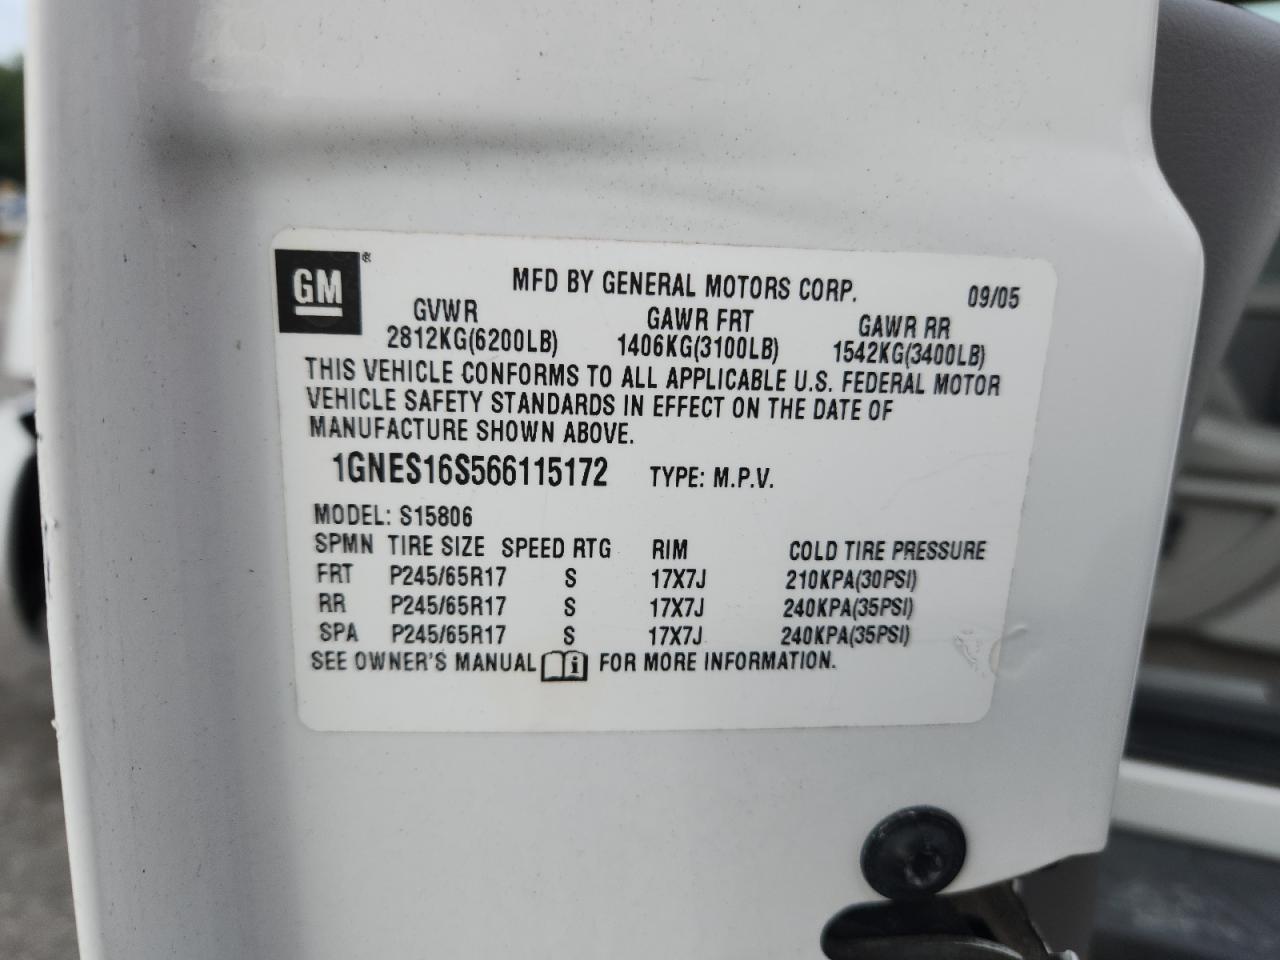 GM ®
MFD BY GENERAL MOTORS CORP. 09/05
GVWR GAWR FRT GAWR RR
2812KG(6200LB) 1406KG(3100LB) 1542KG(3400LB)
THIS VEHICLE CONFORMS TO ALL APPLICABLE U.S. FEDERAL MOTOR
VEHICLE SAFETY STANDARDS IN EFFECT ON THE DATE OF
MANUFACTURE SHOWN ABOVE.
1GNES16S566115172 TYPE: M.P.V.
MODEL: S15806
SPMN TIRE SIZE SPEED RTG RIM COLD TIRE PRESSURE
FRT P245/65R17 S 17X7J 210KPA(30PSI)
RR P245/65R17 S 17X7J 240KPA(35PSI)
SPA P245/65R17 S 17X7J 240KPA(35PSI)
SEE OWNER'S MANUAL i FOR MORE INFORMATION.